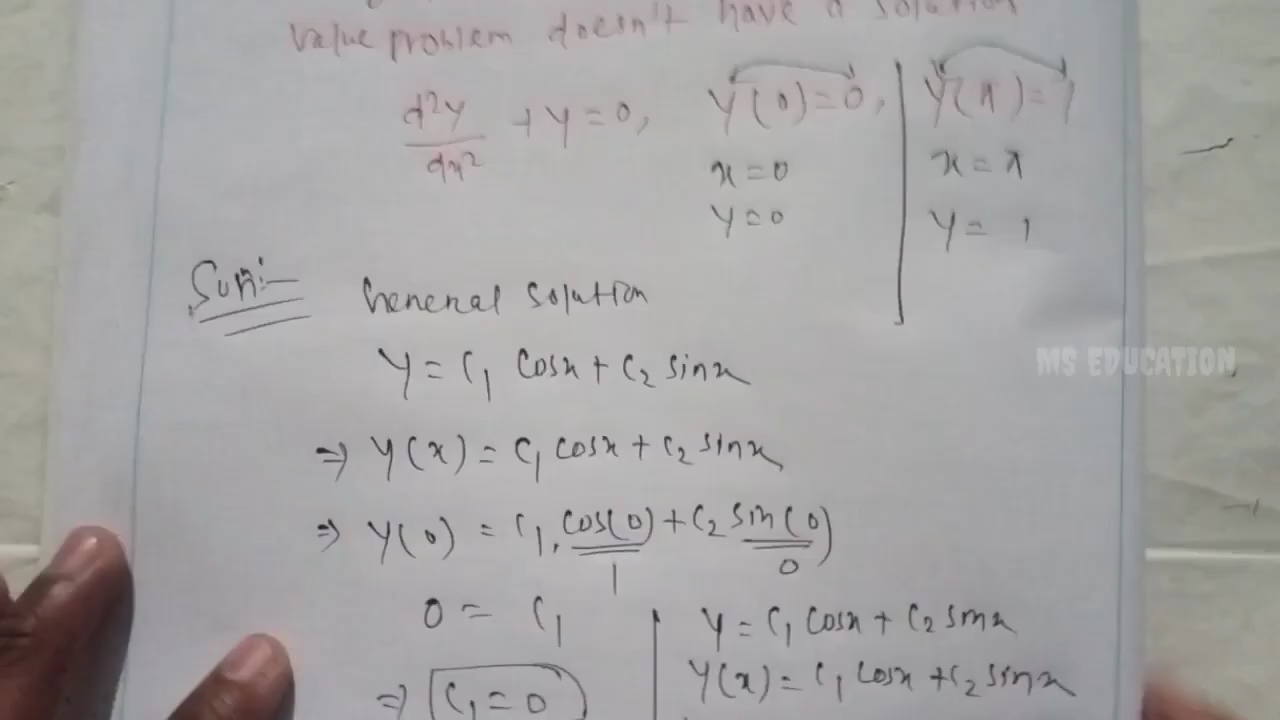 value problem doesn't have a solution
d²y/dx² + y = 0, y(0) = 0, y(π) = 1
x = 0 x = π
y = 0 y = 1
Sum:-
General solution
y = C₁ cosx + C₂ sinx
MS EDUCATION
⇒ y(x) = C₁ cosx + C₂ sinx
⇒ y(0) = C₁. cos(0) + C₂ sin(0)
1 0
0 = C₁
⇒ C₁ = 0
y = C₁ cosx + C₂ sinx
y(x) = C₁ cosx + C₂ sinx